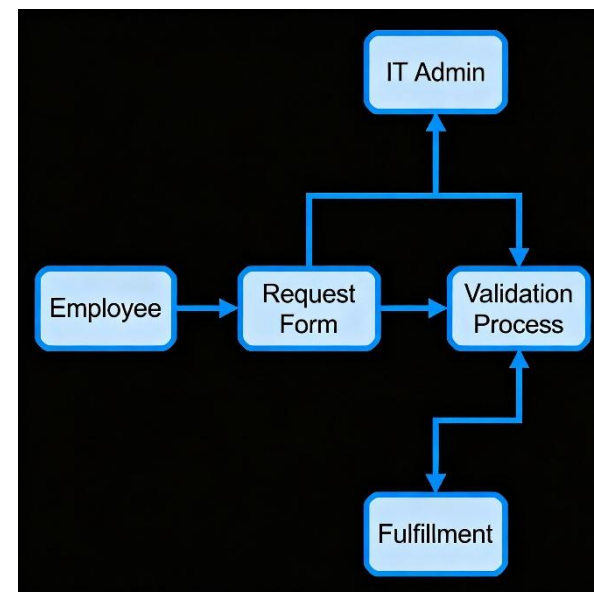 IT Admin
Employee
Request
Form
Validation
Process
Fulfillment